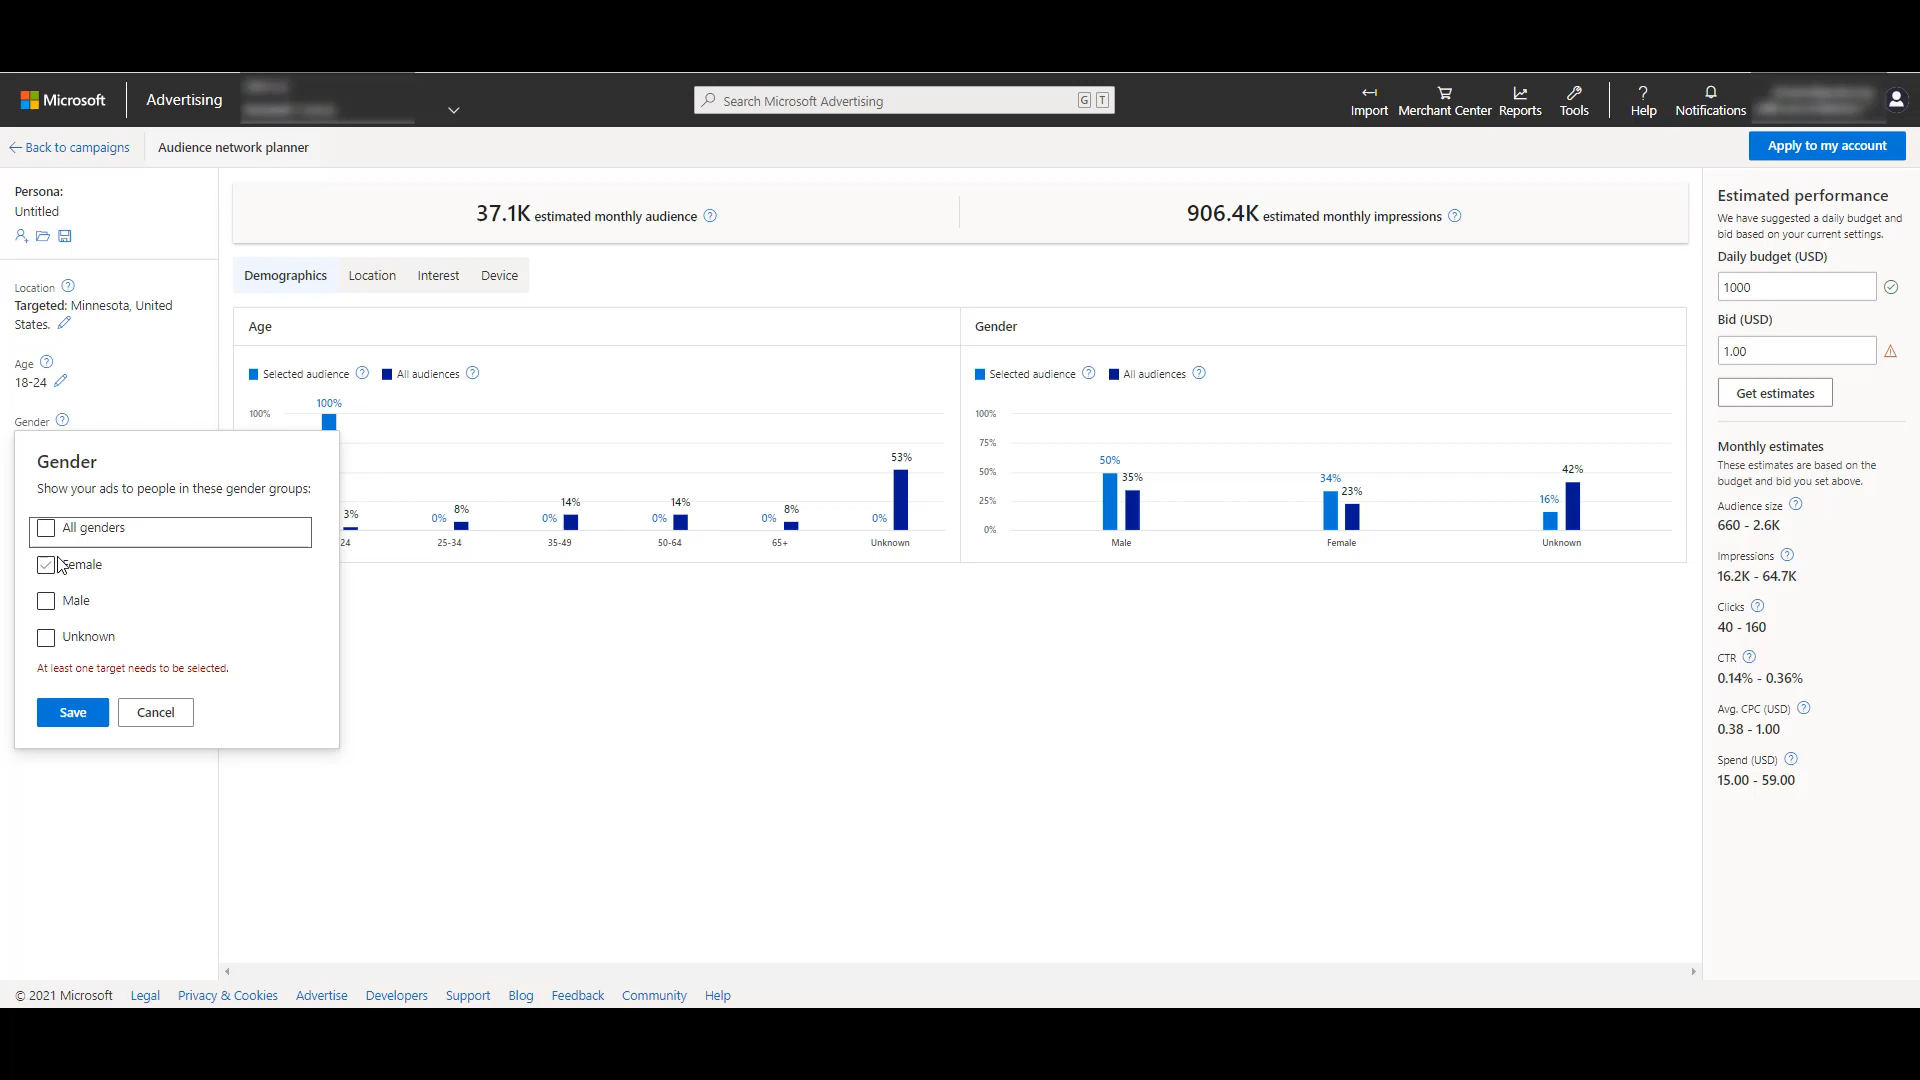 Microsoft
Advertising
Search Microsoft Advertising
G T
Import
Merchant Center
Reports
Tools
Help
Notifications
Back to campaigns
Audience network planner
Apply to my account
Persona:
Untitled
Location
Targeted: Minnesota, United
States.
Age
18-24
Gender
Gender
Show your ads to people in these gender groups:
All genders
Female
Male
Unknown
At least one target needs to be selected.
Save
Cancel
37.1K estimated monthly audience
906.4K estimated monthly impressions
Demographics
Location
Interest
Device
Age
Selected audience
All audiences
100%
100%
3%
0%
8%
0%
14%
0%
14%
0%
8%
0%
53%
24
25-34
35-49
50-64
65+
Unknown
Gender
Selected audience
All audiences
100%
75%
50%
25%
0%
50%
35%
34%
23%
16%
42%
Male
Female
Unknown
Estimated performance
We have suggested a daily budget and
bid based on your current settings.
Daily budget (USD)
1000
Bid (USD)
1.00
Get estimates
Monthly estimates
These estimates are based on the
budget and bid you set above.
Audience size
660 - 2.6K
Impressions
16.2K - 64.7K
Clicks
40 - 160
CTR
0.14% - 0.36%
Avg. CPC (USD)
0.38 - 1.00
Spend (USD)
15.00 - 59.00
© 2021 Microsoft
Legal
Privacy & Cookies
Advertise
Developers
Support
Blog
Feedback
Community
Help